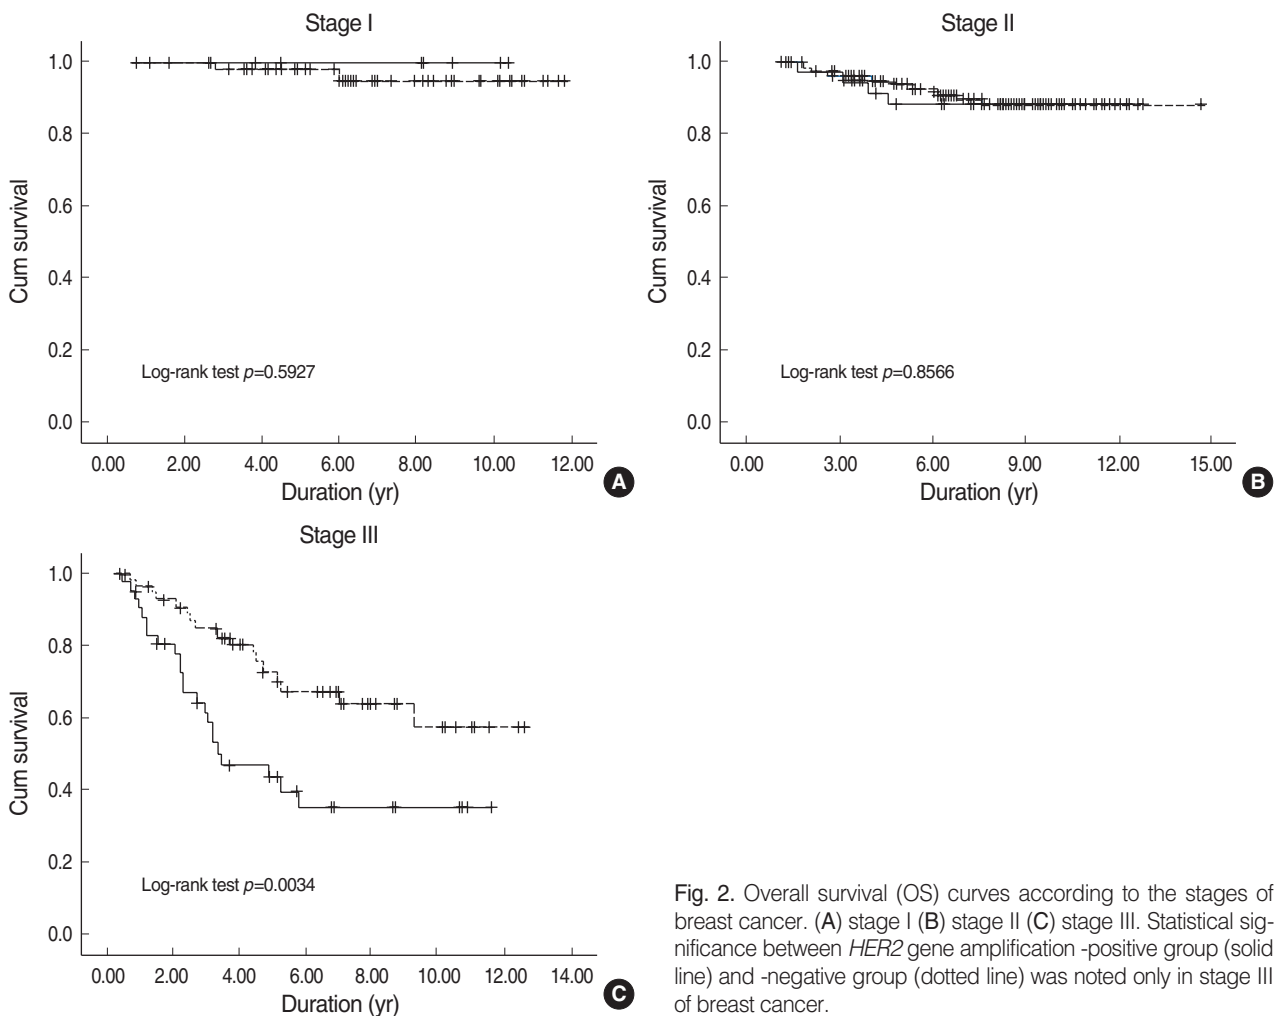 Stage I
1.0
0.8
0.6
0.4
0.2
0.0
Cum survival
Log-rank test p=0.5927
0.00 2.00 4.00 6.00 8.00 10.00 12.00
Duration (yr)
A
Stage II
1.0
0.8
0.6
0.4
0.2
0.0
Cum survival
Log-rank test p=0.8566
0.00 3.00 6.00 9.00 12.00 15.00
Duration (yr)
B
Stage III
1.0
0.8
0.6
0.4
0.2
0.0
Cum survival
Log-rank test p=0.0034
0.00 2.00 4.00 6.00 8.00 10.00 12.00 14.00
Duration (yr)
C
Fig. 2. Overall survival (OS) curves according to the stages of
breast cancer. (A) stage I (B) stage II (C) stage III. Statistical sig-
nificance between HER2 gene amplification -positive group (solid
line) and -negative group (dotted line) was noted only in stage III
of breast cancer.